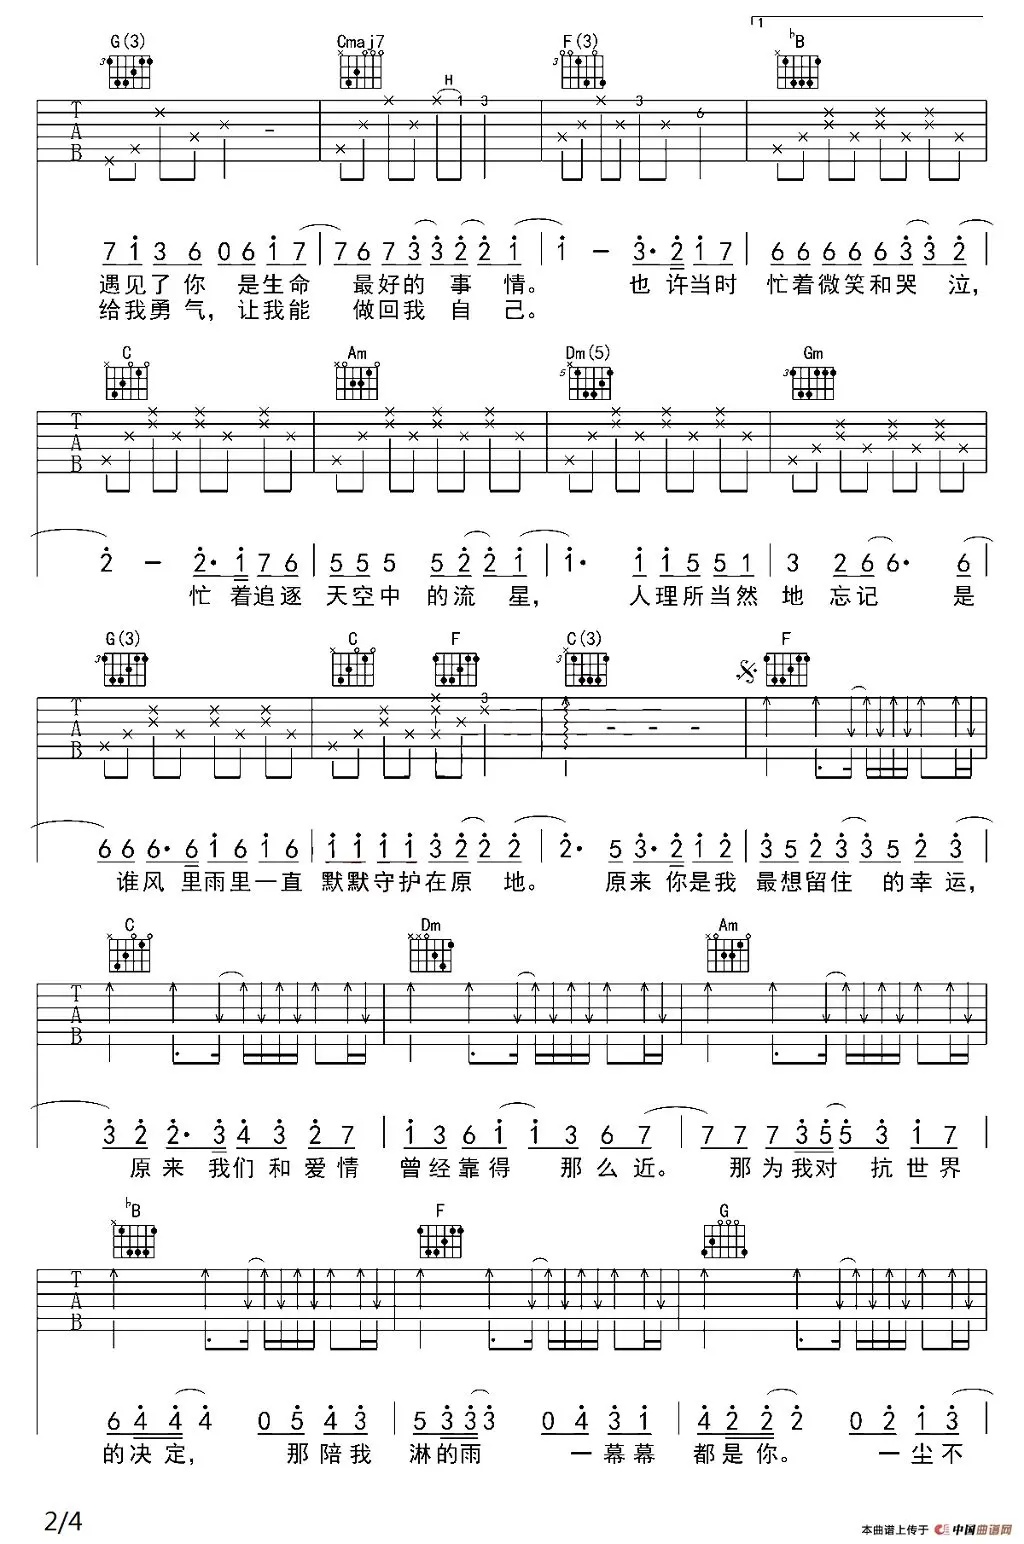 1
G(3) Cmaj7 F(3) ♭B
H
1 3 3 6
7 1 3 6 0 6 1 7 | 7 6 7 3 3 2 2 1 | 1 － 3· 2 1 7 | 6 6 6 6 6 3 3 2 |
遇见了 你 是生命 最好的 事 情。 也 许当时 忙着微笑和哭 泣，
给我勇 气，让我能 做回我 自 己。
C Am Dm(5) Gm
2 － 2· 1 7 6 | 5 5 5 5 2 2 1 | 1· 1 1 5 5 1 | 3 2 6 6· 6 |
忙 着追逐 天空中 的流 星， 人理所当然 地 忘记 是
G(3) C F C(3) F
3
6 6 6· 6 1 6 1 6 | 1 1 1 1 3 2 2 2 | 2· 5 3· 2 1 2 | 3 5 2 3 3 5 2 3 |
谁风 里雨里一直 默默守护在原 地。 原来 你是我 最想留住 的幸运，
C Dm Am
3 2 2· 3 4 3 2 7 | 1 3 6 1 1 3 6 7 | 7 7 7 3 5 5 3 1 7 |
原来 我们和爱情 曾经靠得 那么近。 那为我对 抗世界
♭B F G
6 4 4 4 0 5 4 3 | 5 3 3 3 0 4 3 1 | 4 2 2 2 0 2 1 3 |
的决定， 那陪我 淋的雨 一幕幕 都是你。 一尘不
2/4
本曲谱上传于 中国曲谱网